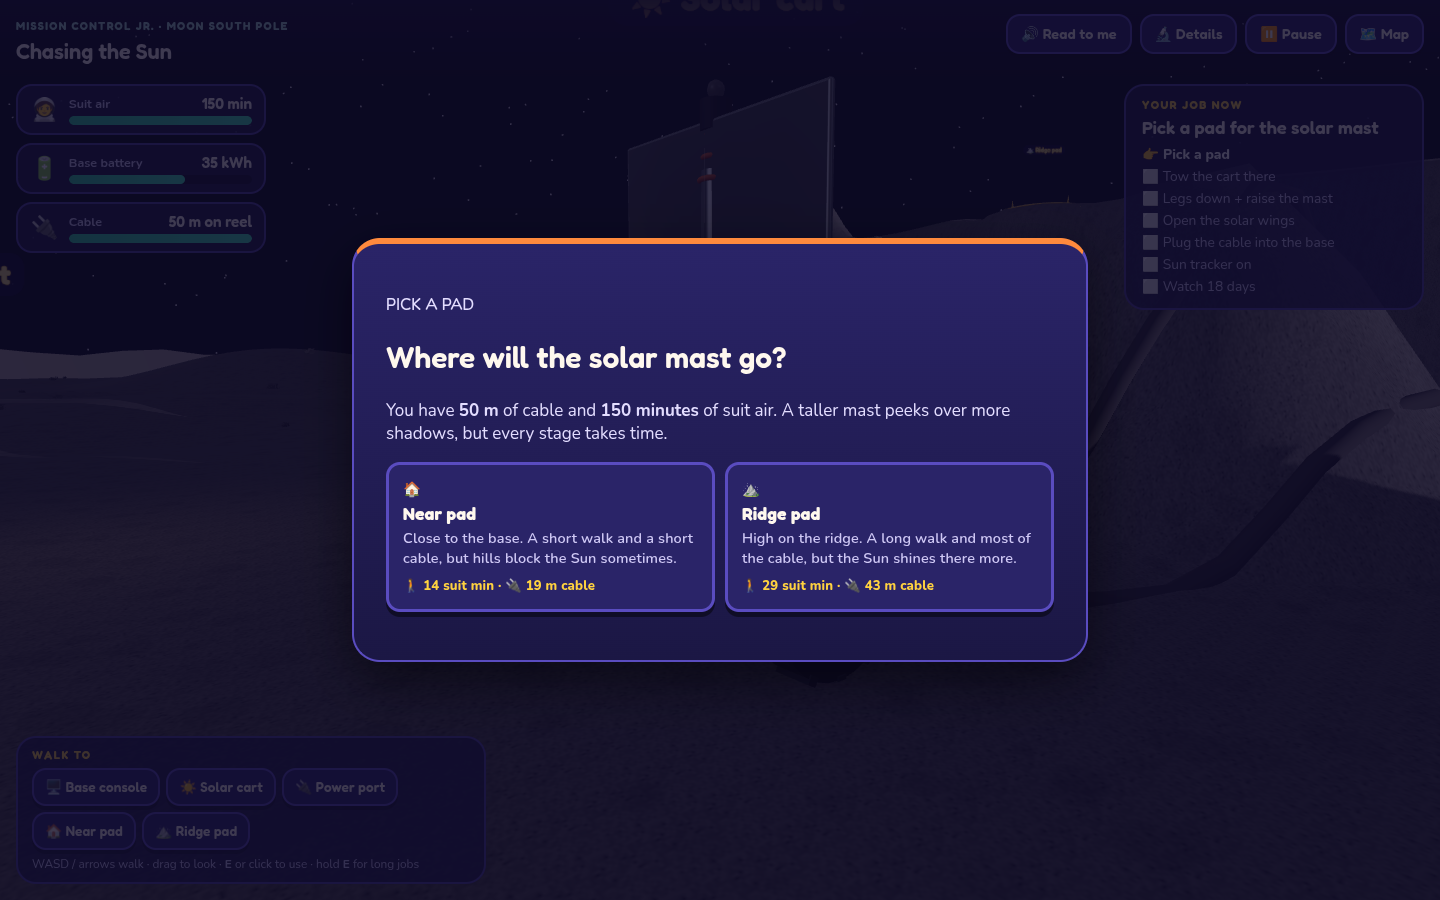 Solar cart
MISSION CONTROL JR. · MOON SOUTH POLE
Chasing the Sun
Read to me
Details
Pause
Map
Suit air
150 min
Base battery
35 kWh
Cable
50 m on reel
t
Ridge pad
YOUR JOB NOW
Pick a pad for the solar mast
Pick a pad
Tow the cart there
Legs down + raise the mast
Open the solar wings
Plug the cable into the base
Sun tracker on
Watch 18 days
PICK A PAD
Where will the solar mast go?
You have 50 m of cable and 150 minutes of suit air. A taller mast peeks over more
shadows, but every stage takes time.
Near pad
Close to the base. A short walk and a short
cable, but hills block the Sun sometimes.
14 suit min · 19 m cable
Ridge pad
High on the ridge. A long walk and most of
the cable, but the Sun shines there more.
29 suit min · 43 m cable
WALK TO
Base console
Solar cart
Power port
Near pad
Ridge pad
WASD / arrows walk · drag to look · E or click to use · hold E for long jobs